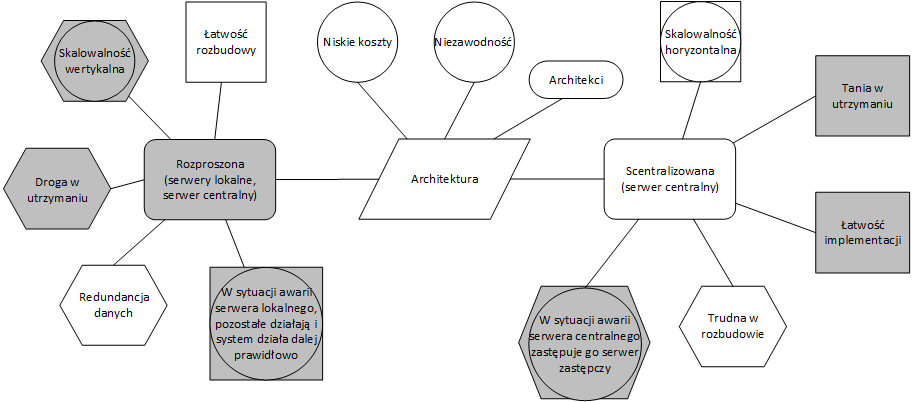 Skalowalność
wertykalna
Łatwość
rozbudowy
Niskie koszty
Niezawodność
Architekci
Skalowalność
horyzontalna
Tania w
utrzymaniu
Rozproszona
(serwery lokalne,
serwer centralny)
Droga w
utrzymaniu
Architektura
Scentralizowana
(serwer centralny)
Łatwość
implementacji
Redundancja
danych
W sytuacji awarii
serwera lokalnego,
pozostałe działają i
system działa dalej
prawidłowo
W sytuacji awarii
serwera centralnego
zastępuje go serwer
zastępczy
Trudna w
rozbudowie